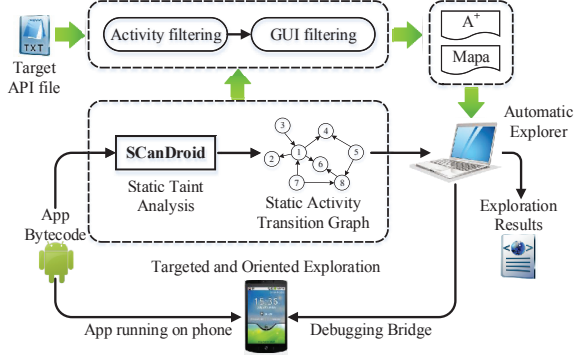 TXT
Target
API file
Activity filtering
GUI filtering
A+
Mapa
Automatic
Explorer
SCanDroid
Static Taint
Analysis
3
4
2
1
6
5
7
8
Static Activity
Transition Graph
App
Bytecode
Exploration
Results
Targeted and Oriented Exploration
15:35
App running on phone
Debugging Bridge